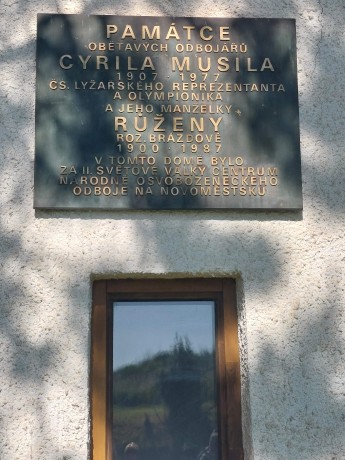 PAMÁTCE
OBĚTAVÝCH ODBOJÁŘŮ
CYRILA MUSILA
1907 - 1977
ČS. LYŽAŘSKÉHO REPREZENTANTA
A OLYMPIONIKA
A JEHO MANŽELKY
RŮŽENY
ROZ. BRÁZDOVÉ
1900 - 1987
V TOMTO DOMĚ BYLO
ZA II. SVĚTOVÉ VÁLKY CENTRUM
NÁRODNĚ OSVOBOZENECKÉHO
ODBOJE NA NOVOMĚSTSKU